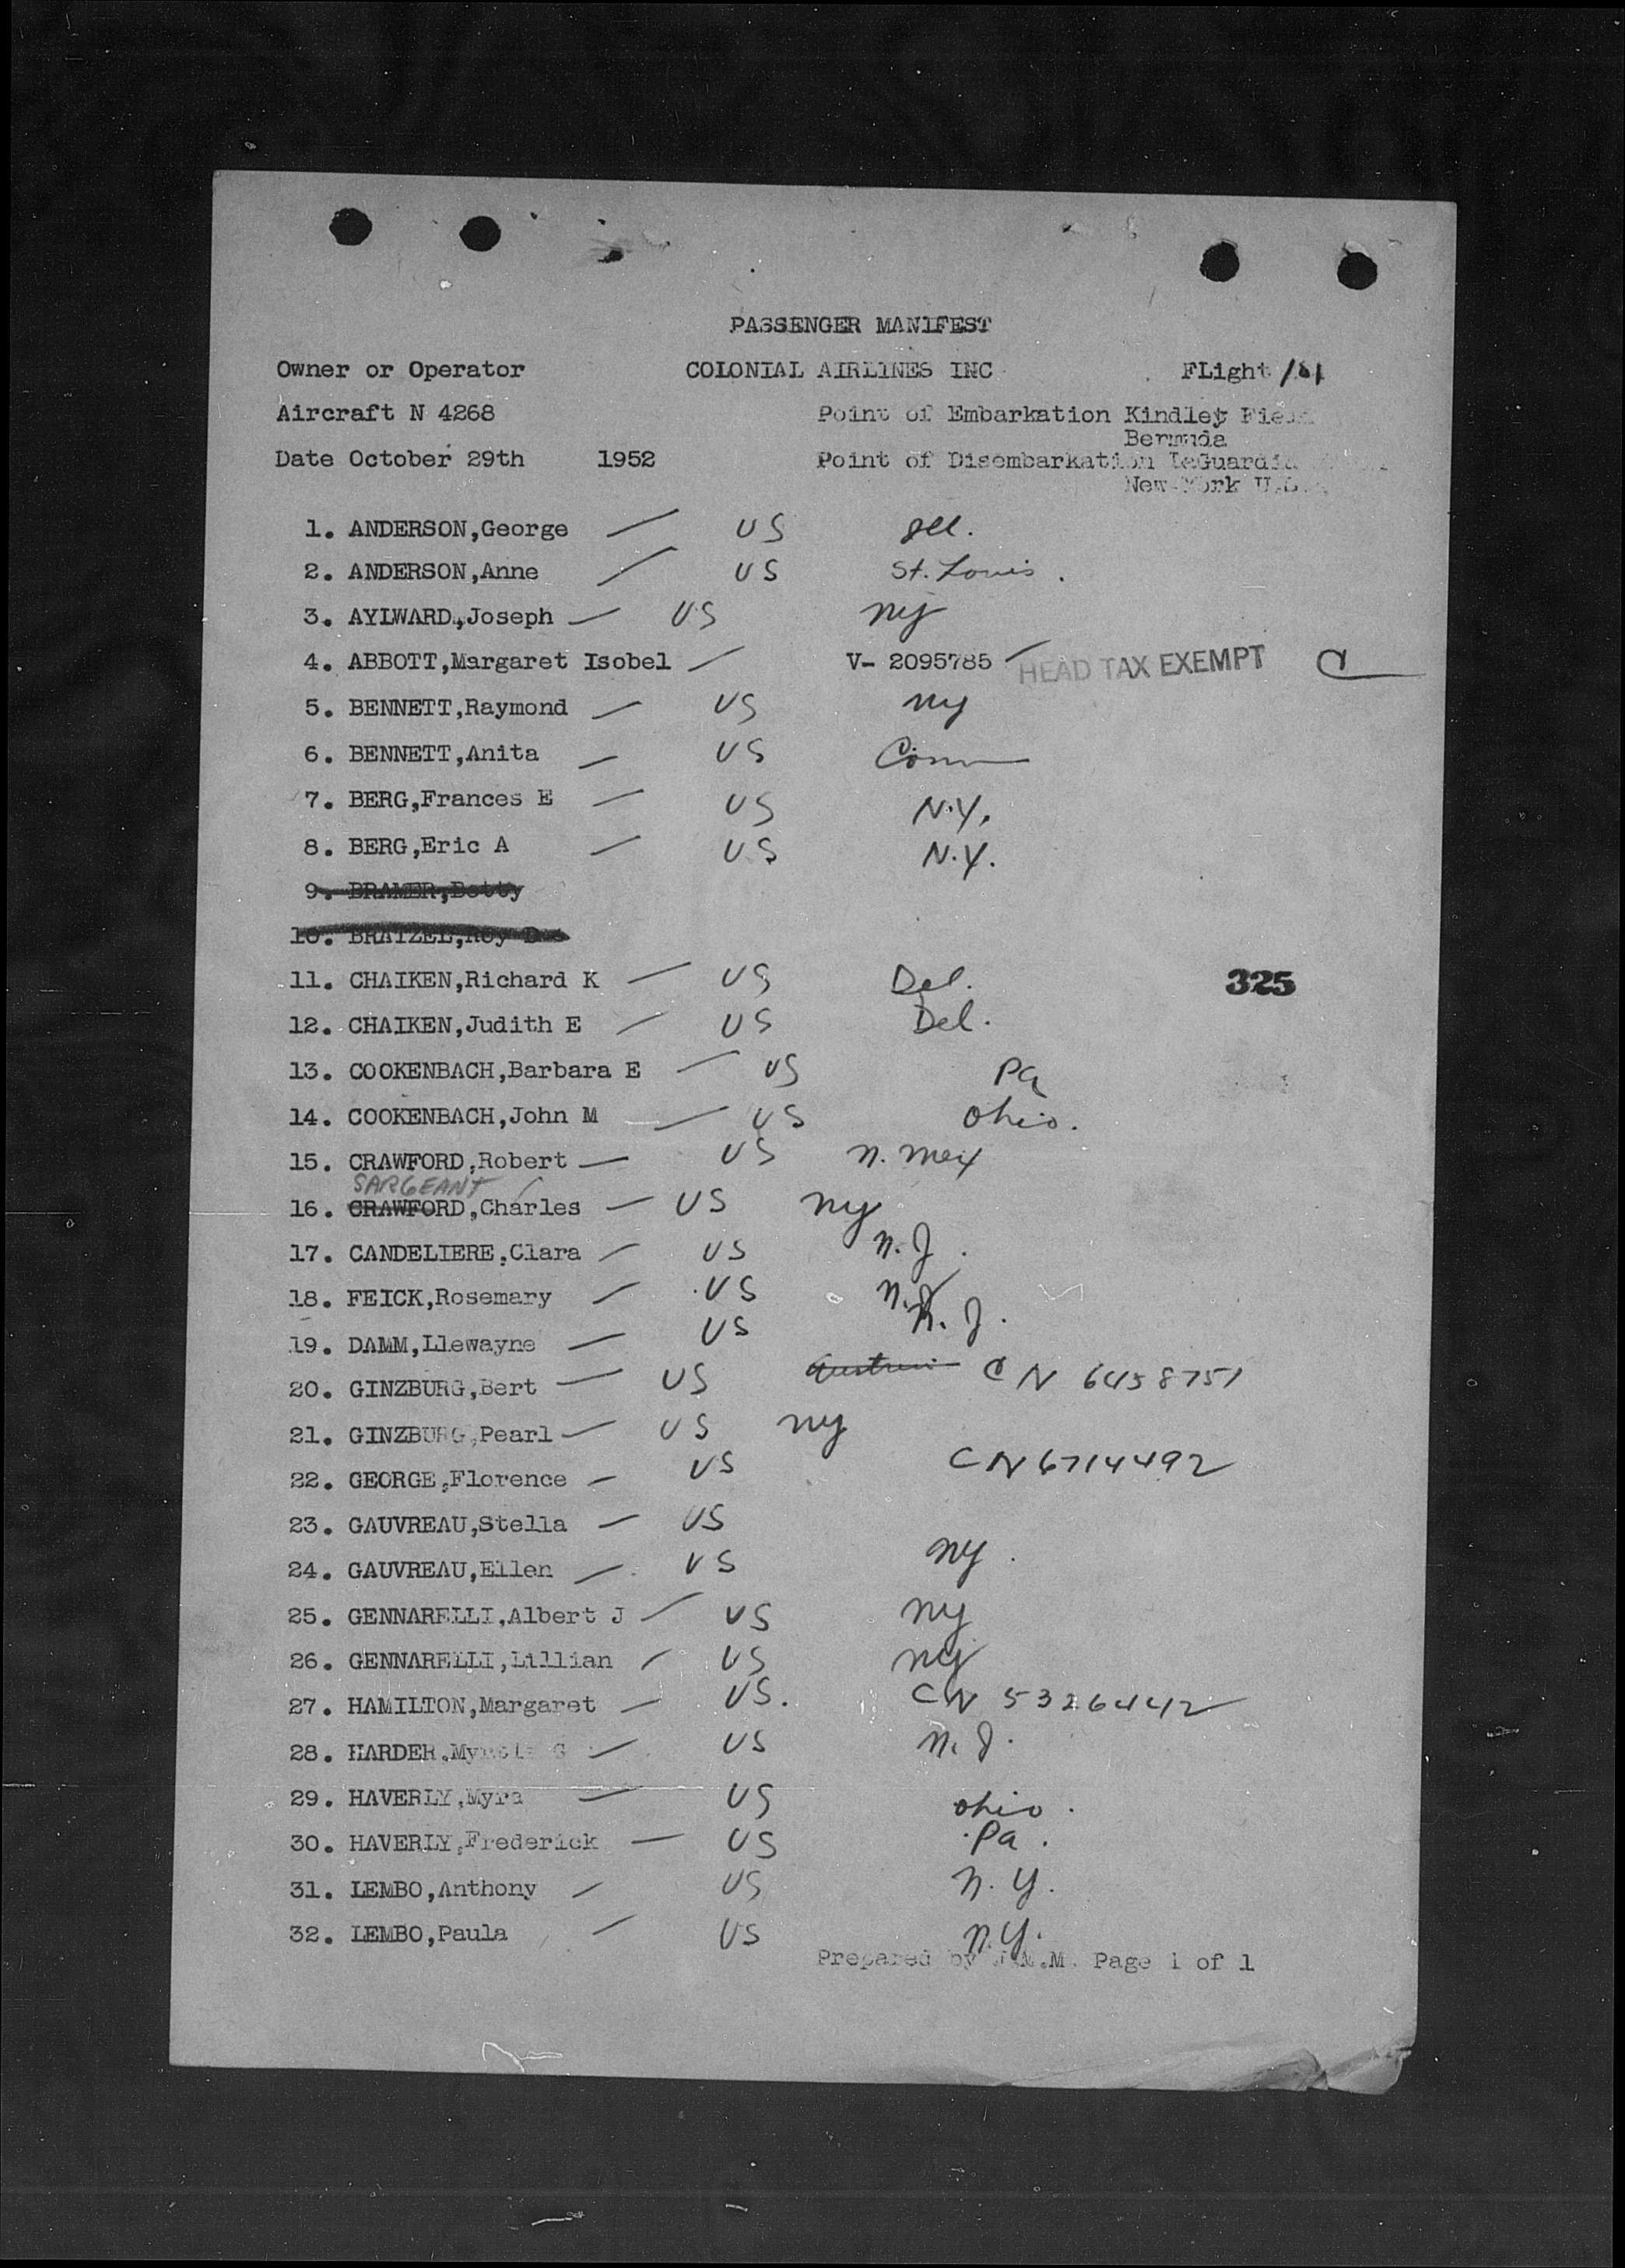 PASSENGER MANIFEST
Owner or Operator COLONIAL AIRLINES INC FLight
Aircraft N 4268 Point of Embarkation Kindley Field
Bermuda
Date October 29th 1952 Point of Disembarkation LaGuardia
New York U.S.
1. ANDERSON,George — US Ill.
2. ANDERSON,Anne — US St. Louis.
3. AYLWARD,Joseph — US NY
4. ABBOTT,Margaret Isobel — V- 2095785 HEAD TAX EXEMPT C
5. BENNETT,Raymond — US NY
6. BENNETT,Anita — US Conn
7. BERG,Frances E — US N.Y.
8. BERG,Eric A — US N.Y.
9. BRAMER,Betty
10. BRAIZEL,Roy
11. CHAIKEN,Richard K — US Del. 325
12. CHAIKEN,Judith E — US Del.
13. COOKENBACH,Barbara E — US Pa
14. COOKENBACH,John M — US Ohio.
15. CRAWFORD,Robert — US N. Mex
SARGEANT
16. CRAWFORD,Charles — US NY
17. CANDELIERE,Clara — US N.J.
18. FEICK,Rosemary — US
19. DAMM,Llewayne — US N.J.
20. GINZBURG,Bert — US Austria CN 6458751
21. GINZBURG,Pearl — US NY
22. GEORGE,Florence — US CN 6714492
23. GAUVREAU,Stella — US
24. GAUVREAU,Ellen — US NY.
25. GENNARELLI,Albert J — US NY
26. GENNARELLI,Lillian — US NY
27. HAMILTON,Margaret — US. CN 5326442
28. HARDER, G — US N.J.
29. HAVERLY,Myra — US Ohio.
30. HAVERLY,Frederick — US Pa.
31. LEMBO,Anthony — US N.Y.
32. LEMBO,Paula — US N.Y.
Prepared by Page 1 of 1